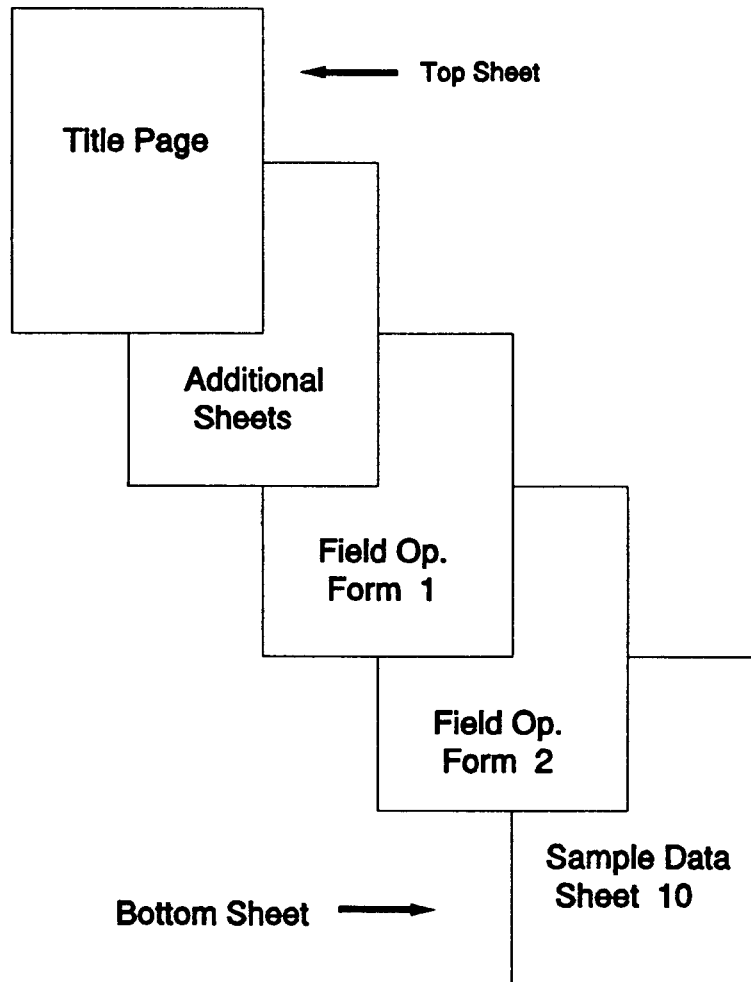 Top Sheet
Title Page
Additional
Sheets
Field Op.
Form 1
Field Op.
Form 2
Sample Data
Sheet 10
Bottom Sheet